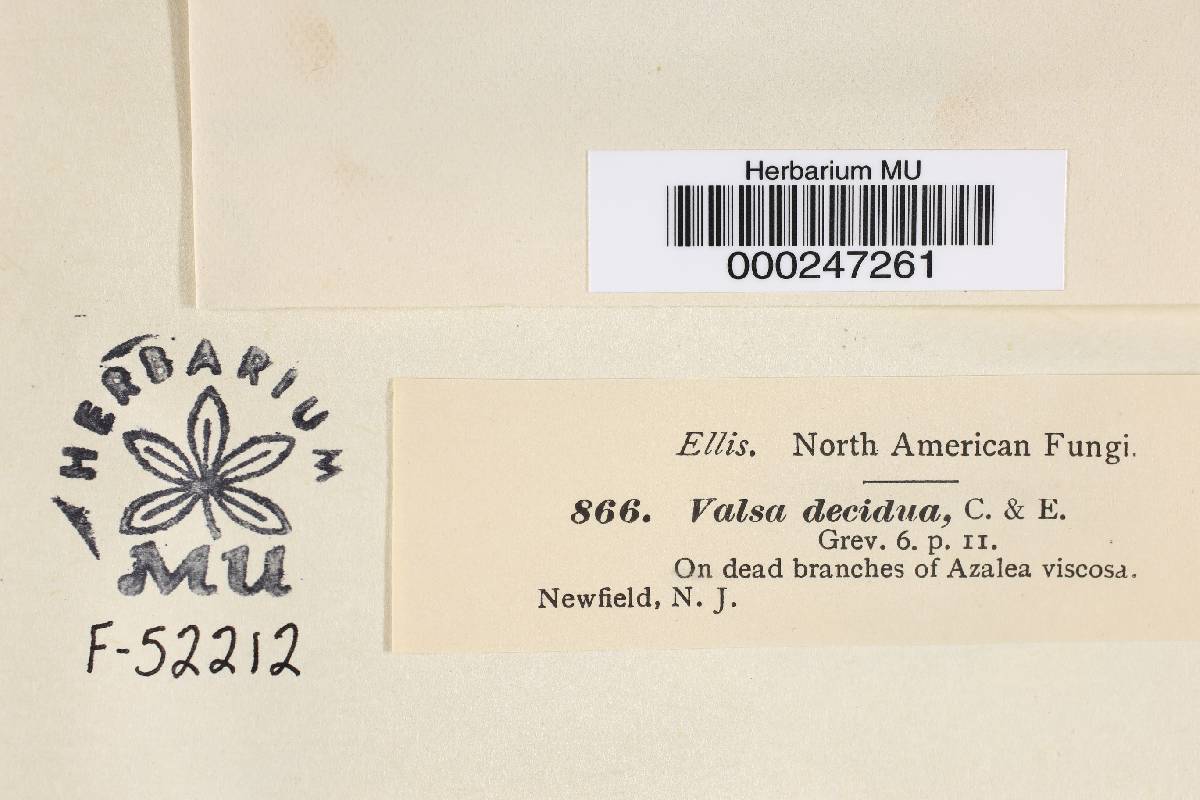 Herbarium MU
000247261
HERBARIUM
MU
F-52212
Ellis. North American Fungi.
866. Valsa decidua, C. & E.
Grev. 6. p. 11.
On dead branches of Azalea viscosa.
Newfield, N. J.